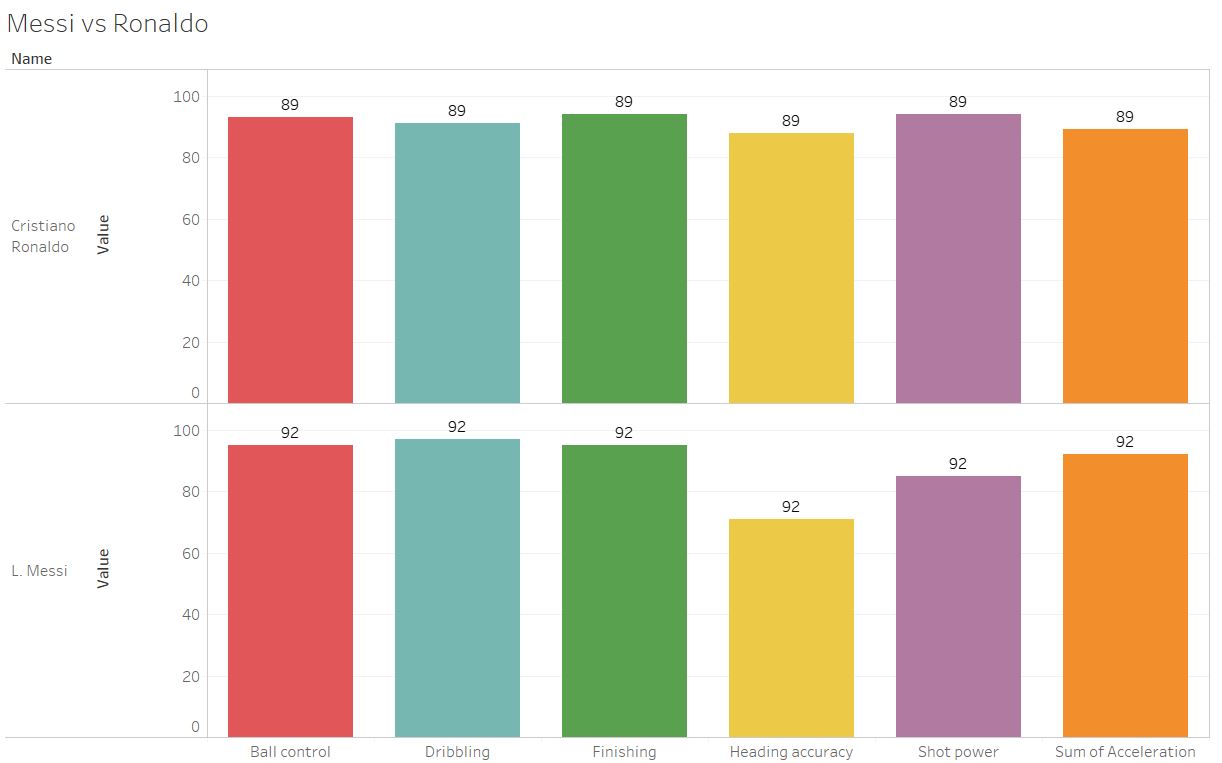 Messi vs Ronaldo
Name
100
80
60
40
20
0
Cristiano
Ronaldo
Value
89
89
89
89
89
89
100
80
60
40
20
0
L. Messi
Value
92
92
92
92
92
92
Ball control
Dribbling
Finishing
Heading accuracy
Shot power
Sum of Acceleration